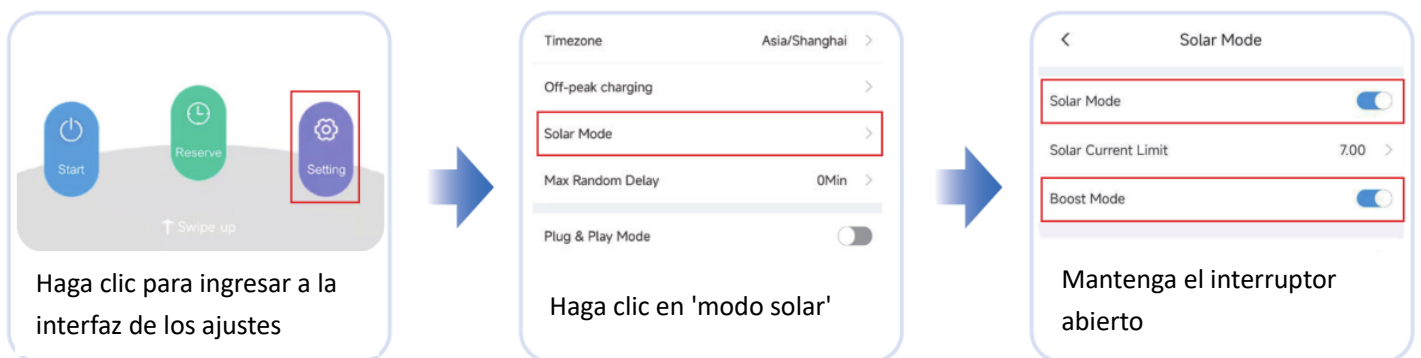 Start
Reserve
Setting
Swipe up
Haga clic para ingresar a la
interfaz de los ajustes
Timezone Asia/Shanghai
Off-peak charging
Solar Mode
Max Random Delay 0Min
Plug & Play Mode
Haga clic en 'modo solar'
Solar Mode
Solar Mode
Solar Current Limit 7.00
Boost Mode
Mantenga el interruptor
abierto